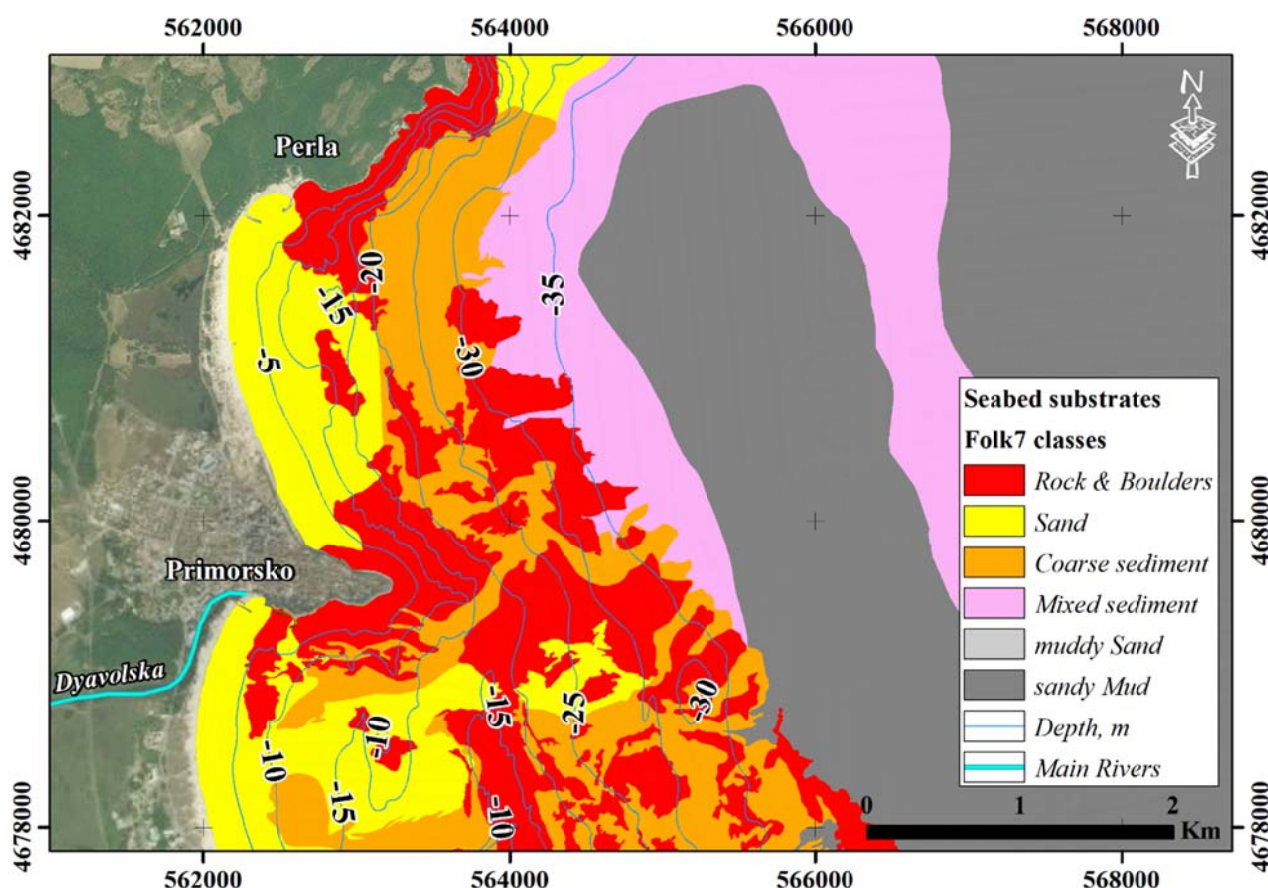 562000 564000 566000 568000
N
Perla
4682000 4682000
-20
-15
-35
-5
-30
Seabed substrates
Folk7 classes
Rock & Boulders
4680000 Sand 4680000
Coarse sediment
Primorsko
Mixed sediment
muddy Sand
Dyavolska
sandy Mud
-15 -25 -30
Depth, m
-10 -10
Main Rivers
-15 -10
0 1 2
4678000 Km 4678000
562000 564000 566000 568000